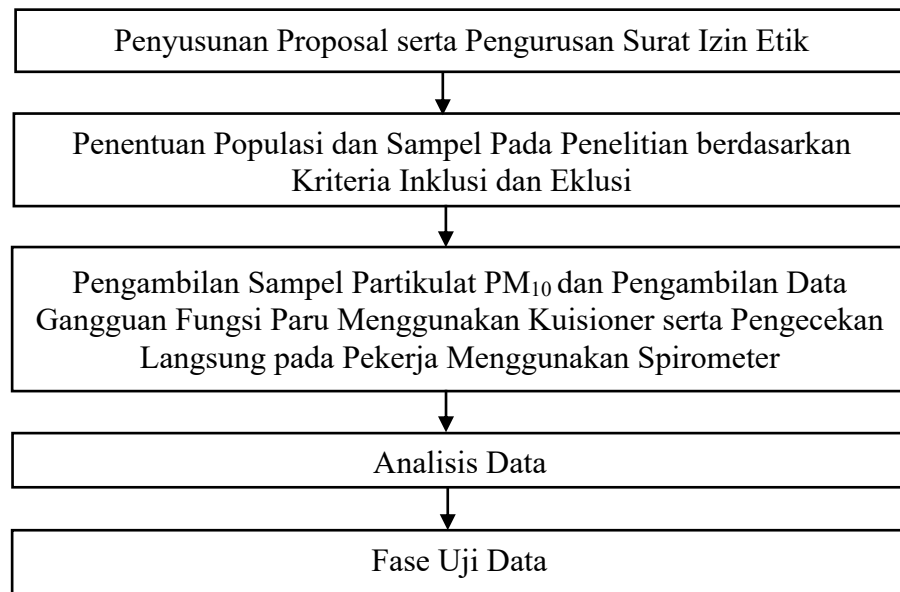 Penyusunan Proposal serta Pengurusan Surat Izin Etik
Penentuan Populasi dan Sampel Pada Penelitian berdasarkan
Kriteria Inklusi dan Eklusi
Pengambilan Sampel Partikulat PM₁₀ dan Pengambilan Data
Gangguan Fungsi Paru Menggunakan Kuisioner serta Pengecekan
Langsung pada Pekerja Menggunakan Spirometer
Analisis Data
Fase Uji Data